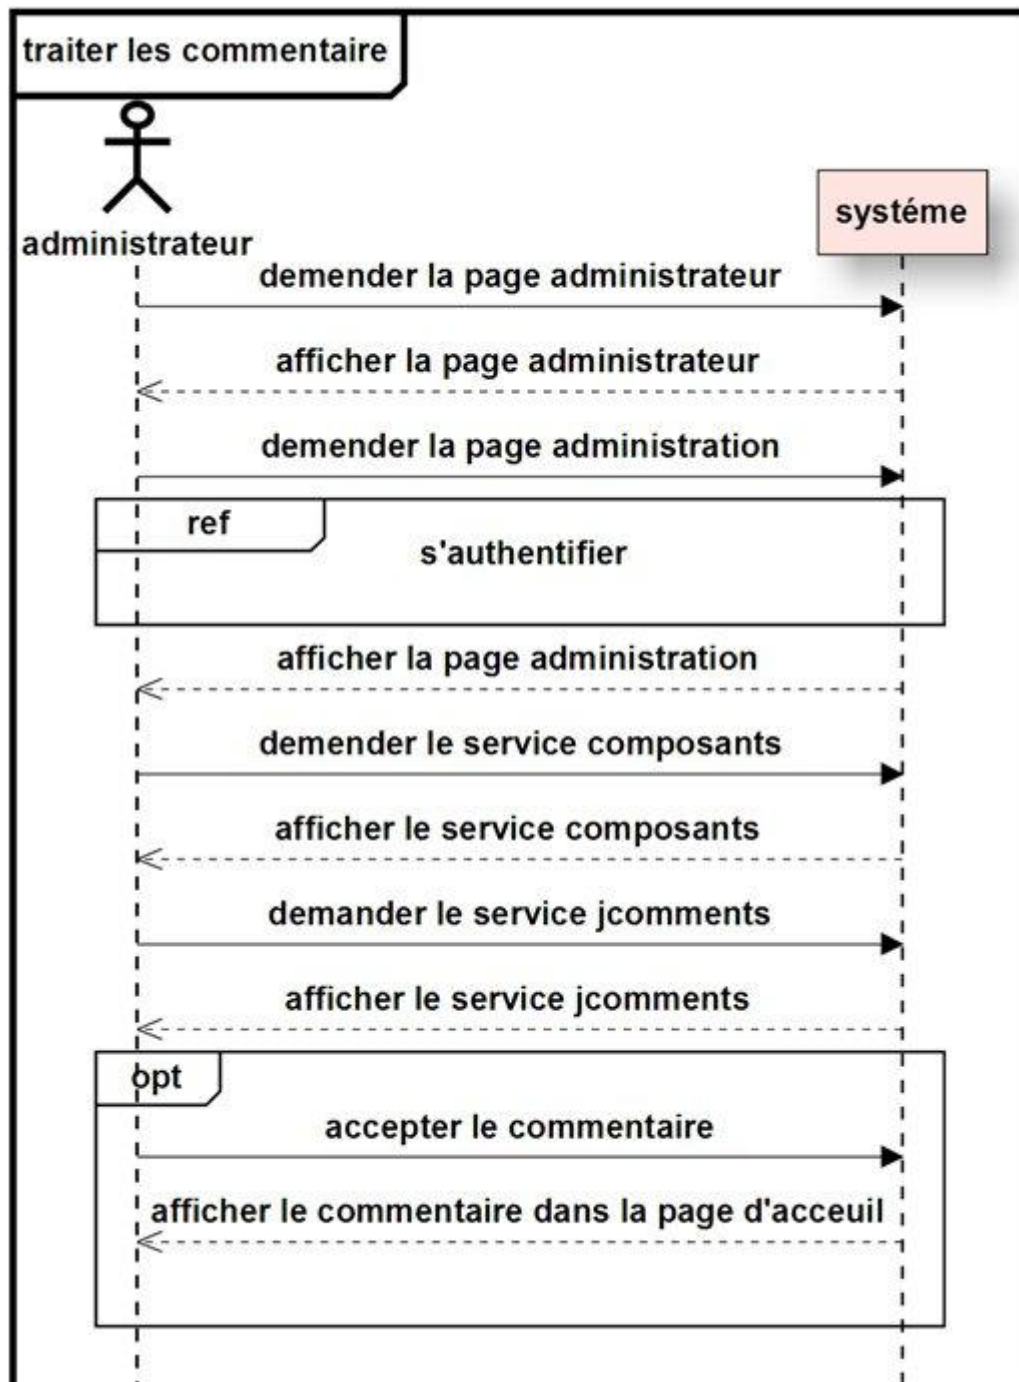 traiter les commentaire
systéme
administrateur
demender la page administrateur
afficher la page administrateur
demender la page administration
ref
s'authentifier
afficher la page administration
demender le service composants
afficher le service composants
demander le service jcomments
afficher le service jcomments
opt
accepter le commentaire
afficher le commentaire dans la page d'acceuil